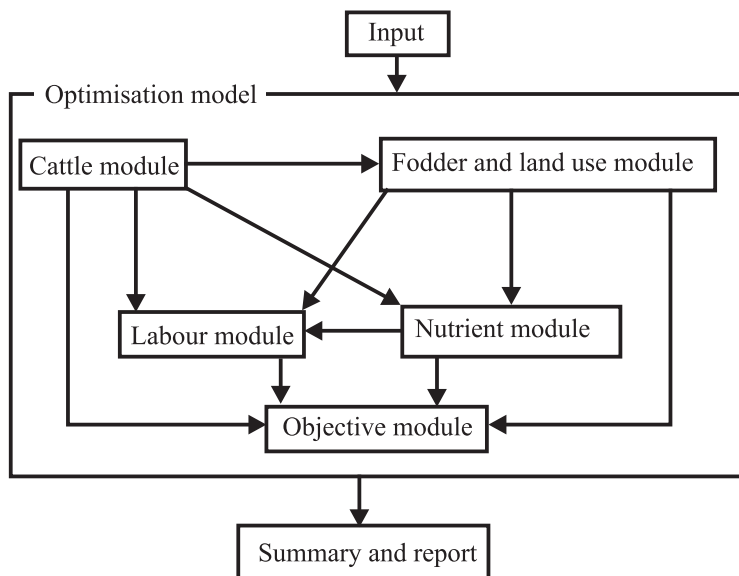 Input
Optimisation model
Cattle module
Fodder and land use module
Labour module
Nutrient module
Objective module
Summary and report